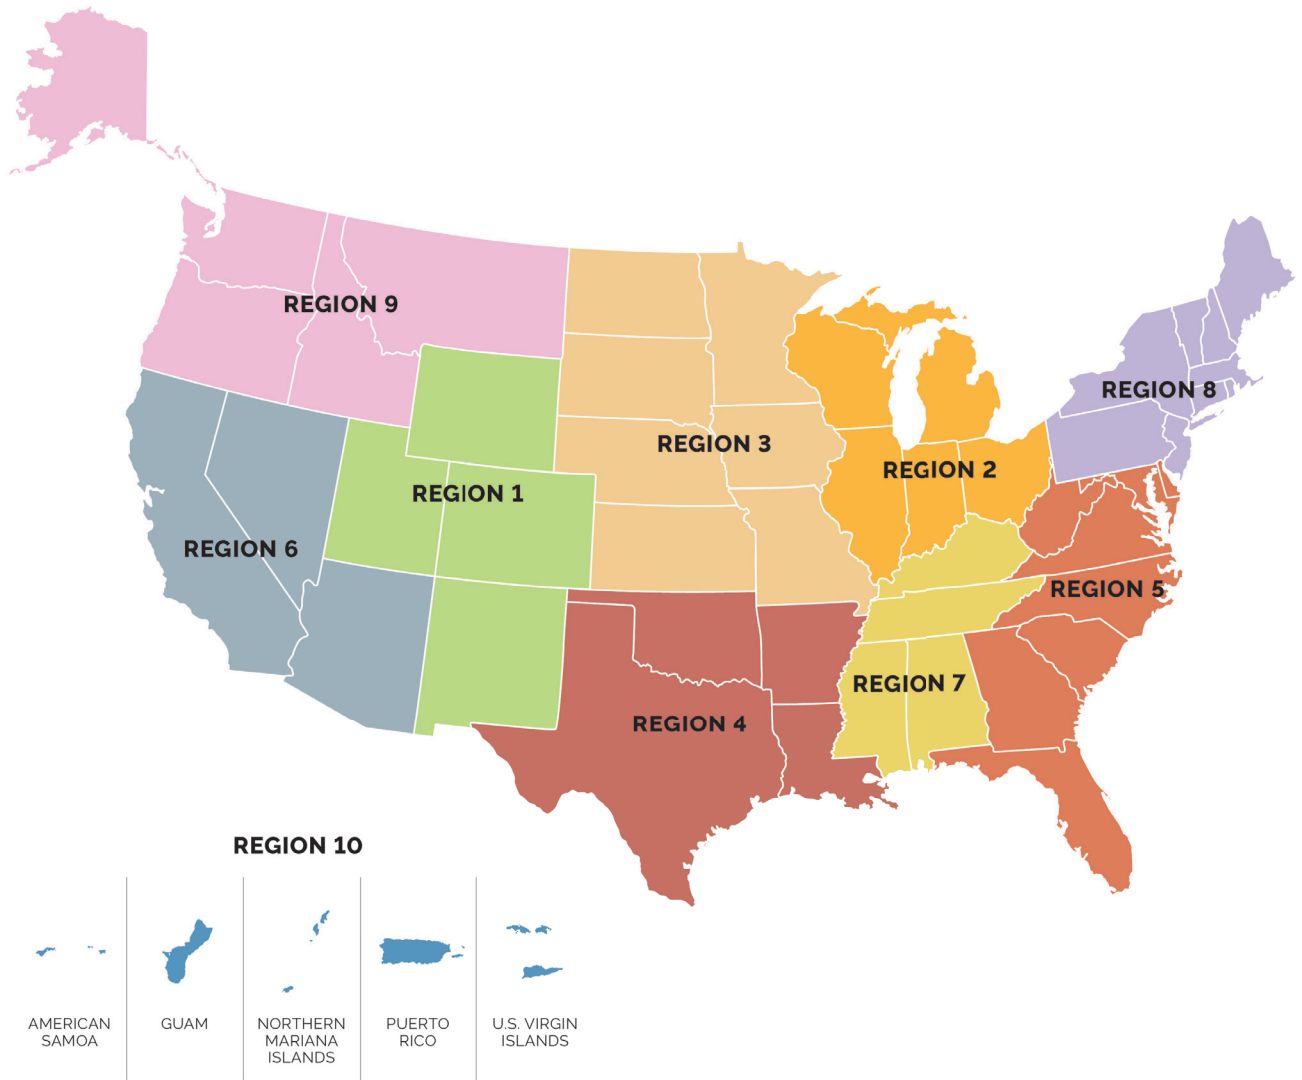 REGION 9
REGION 8
REGION 3
REGION 2
REGION 1
REGION 6
REGION 5
REGION 7
REGION 4
REGION 10
AMERICAN
SAMOA
GUAM
NORTHERN
MARIANA
ISLANDS
PUERTO
RICO
U.S. VIRGIN
ISLANDS